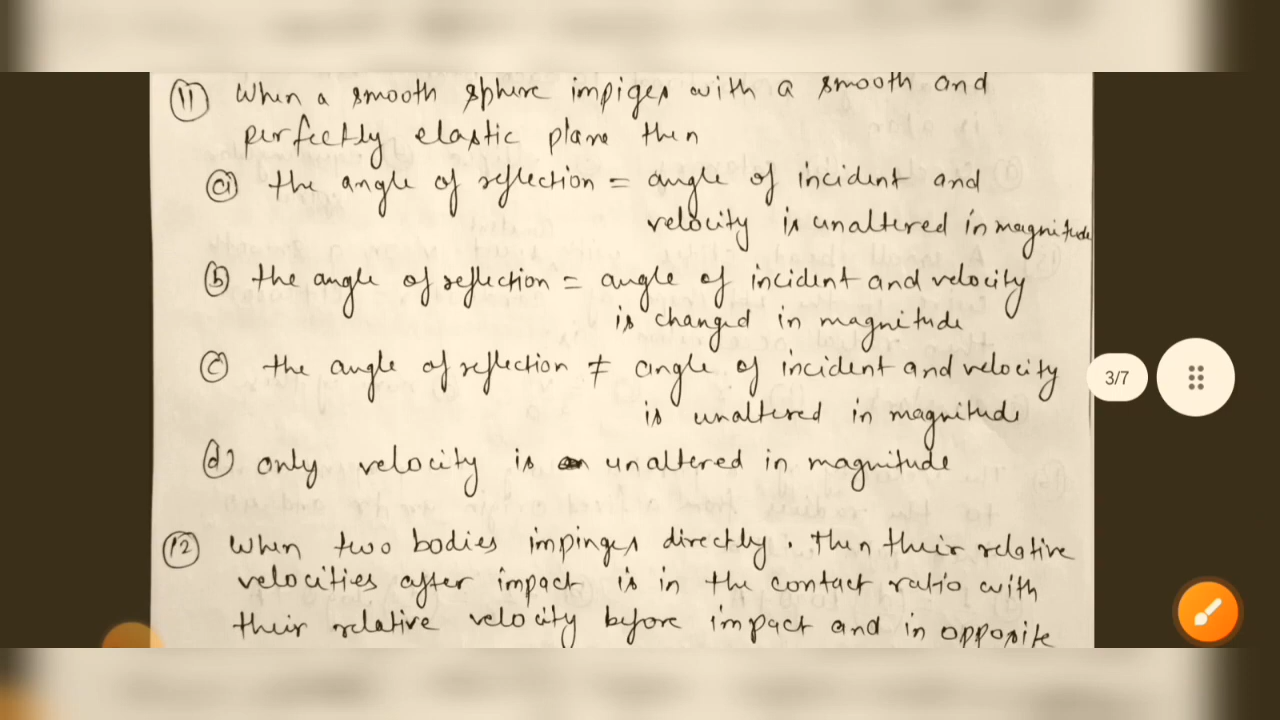 (11) When a smooth sphere impiges with a smooth and
perfectly elastic plane then
(a) the angle of reflection = angle of incident and
velocity is unaltered in magnitude
(b) the angle of reflection = angle of incident and velocity
is changed in magnitude
(c) the angle of reflection ≠ angle of incident and velocity
is unaltered in magnitude
(d) only velocity is unaltered in magnitude
(12) When two bodies impinges directly. Then their relative
velocities after impact is in the contact ratio with
their relative velocity before impact and in opposite
3/7